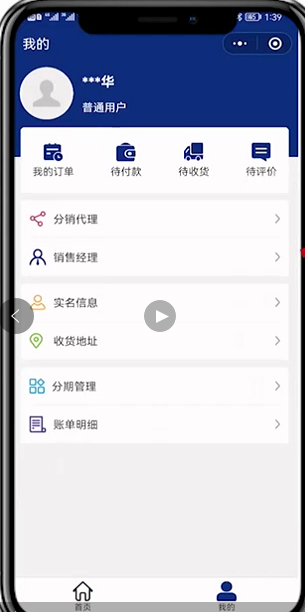 1:39
我的
***华
普通用户
我的订单 待付款 待收货 待评价
分销代理
销售经理
实名信息
收货地址
分期管理
账单明细
首页 我的